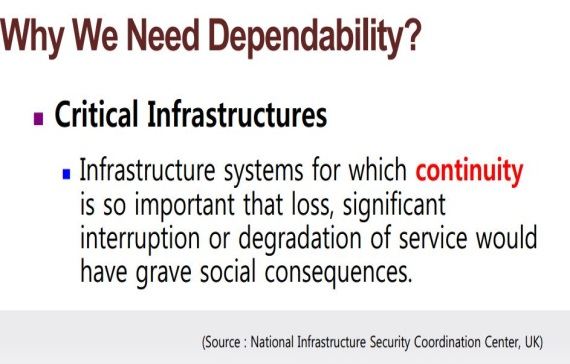 Why We Need Dependability?
Critical Infrastructures
Infrastructure systems for which continuity
is so important that loss, significant
interruption or degradation of service would
have grave social consequences.
(Source : National Infrastructure Security Coordination Center, UK)